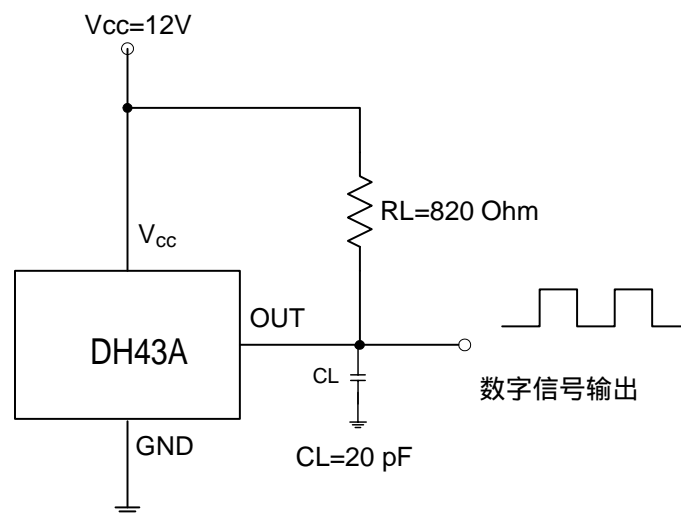 Vcc=12V
RL=820 Ohm
Vcc
OUT
DH43A
CL
数字信号输出
GND
CL=20 pF